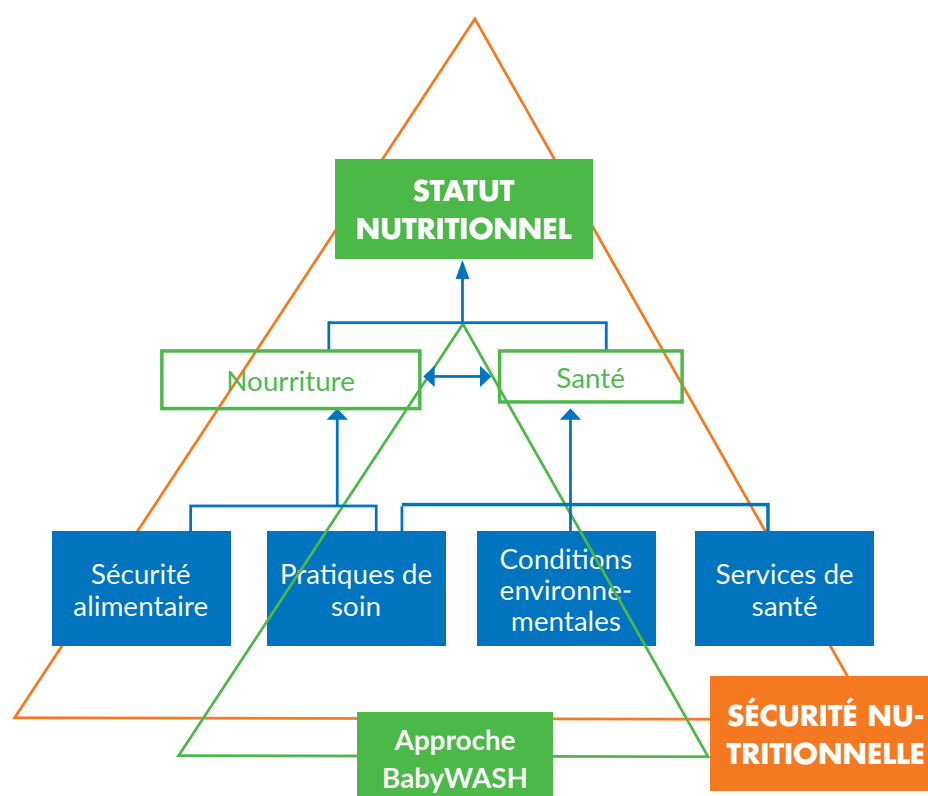 STATUT
NUTRITIONNEL
Nourriture
Santé
Sécurité
alimentaire
Pratiques de
soin
Conditions
environne-
mentales
Services de
santé
Approche
BabyWASH
SÉCURITÉ NU-
TRITIONNELLE